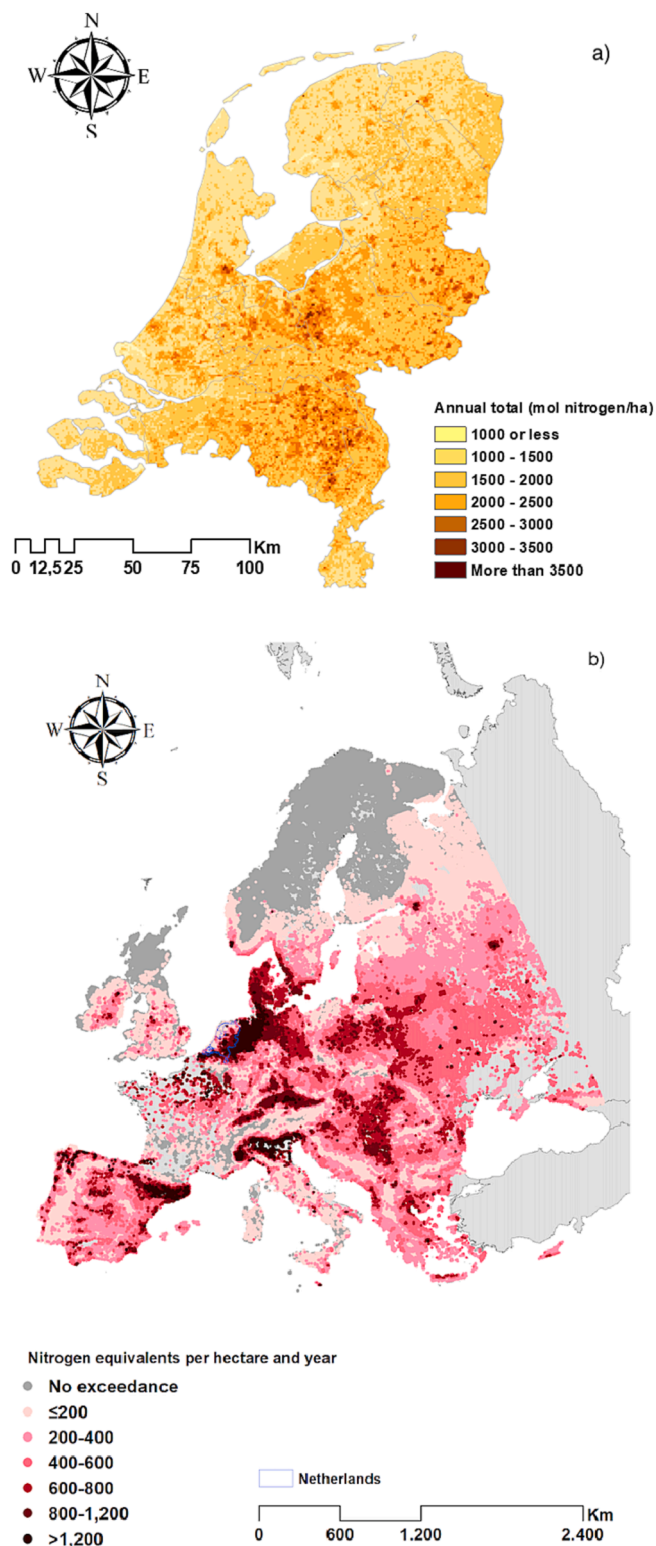 a)
N
W E
S
Annual total (mol nitrogen/ha)
1000 or less
1000 - 1500
1500 - 2000
2000 - 2500
2500 - 3000
3000 - 3500
More than 3500
Km
0 12,5 25 50 75 100
b)
N
W E
S
Nitrogen equivalents per hectare and year
No exceedance
≤200
200-400
400-600
600-800
800-1,200
>1.200
Netherlands
Km
0 600 1.200 2.400